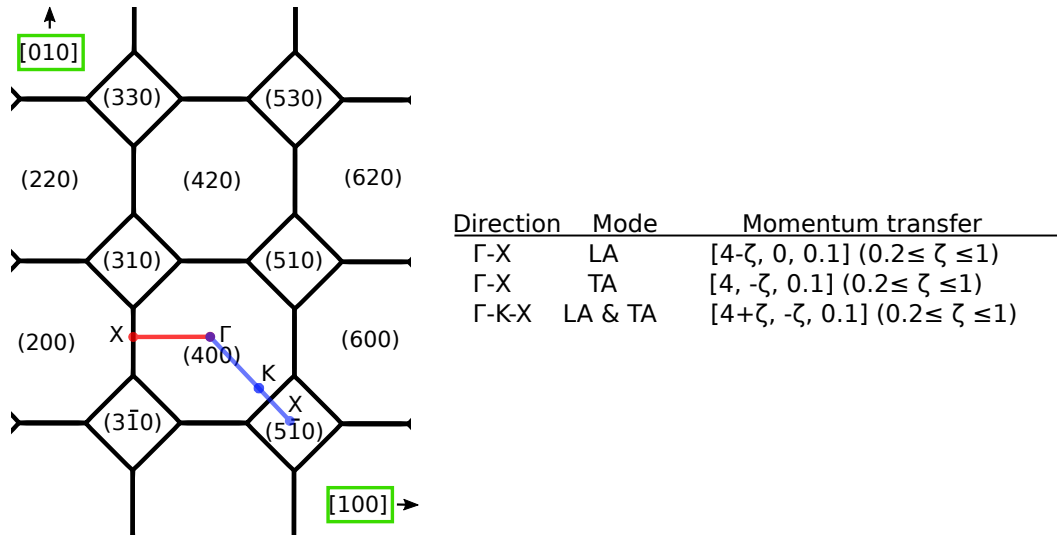 [010]
(330) (530)
(220) (420) (620)
(310) (510)
X Γ
(200) (400) (600)
K
X
(31̅0) (51̅0)
[100]
Direction Mode Momentum transfer
Γ-X LA [4-ζ, 0, 0.1] (0.2≤ ζ ≤1)
Γ-X TA [4, -ζ, 0.1] (0.2≤ ζ ≤1)
Γ-K-X LA & TA [4+ζ, -ζ, 0.1] (0.2≤ ζ ≤1)